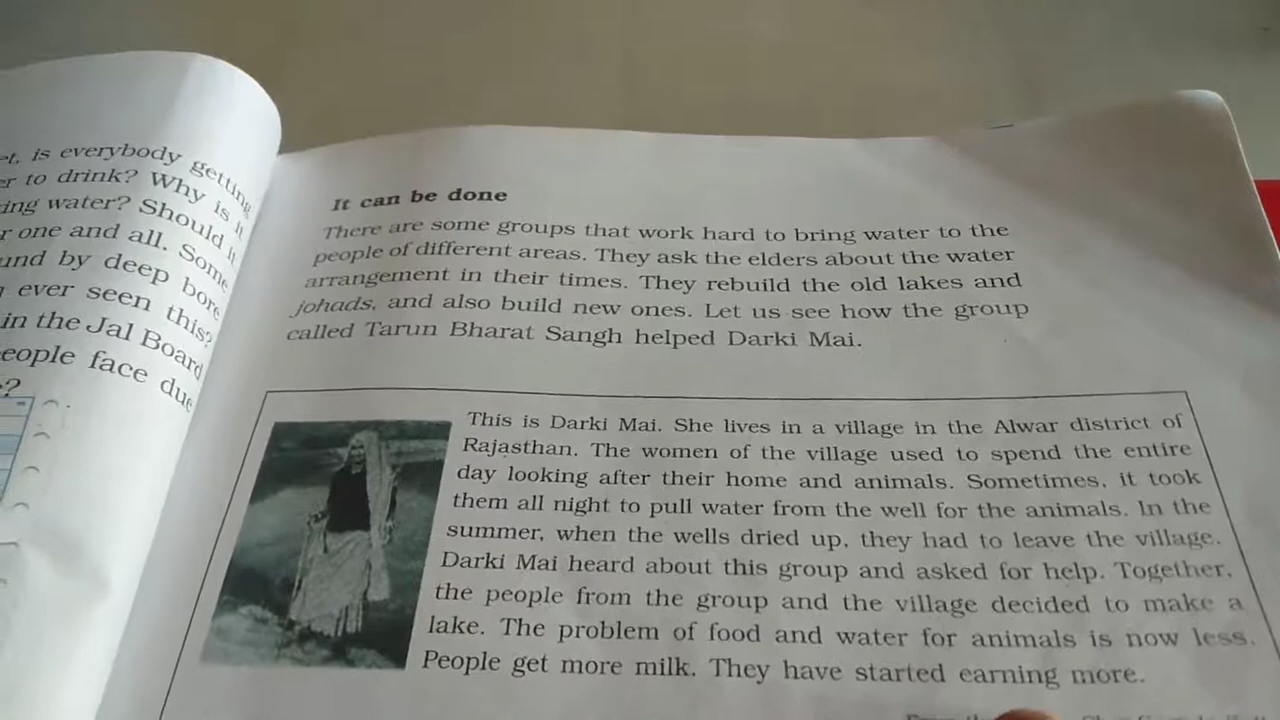 is everybody getting
to drink? Why is it
water? Should it
one and all. Some
by deep bore
ever seen this?
in the Jal Board
people face due
?
It can be done
There are some groups that work hard to bring water to the
people of different areas. They ask the elders about the water
arrangement in their times. They rebuild the old lakes and
johads, and also build new ones. Let us see how the group
called Tarun Bharat Sangh helped Darki Mai.
This is Darki Mai. She lives in a village in the Alwar district of
Rajasthan. The women of the village used to spend the entire
day looking after their home and animals. Sometimes, it took
them all night to pull water from the well for the animals. In the
summer, when the wells dried up, they had to leave the village.
Darki Mai heard about this group and asked for help. Together,
the people from the group and the village decided to make a
lake. The problem of food and water for animals is now less.
People get more milk. They have started earning more.